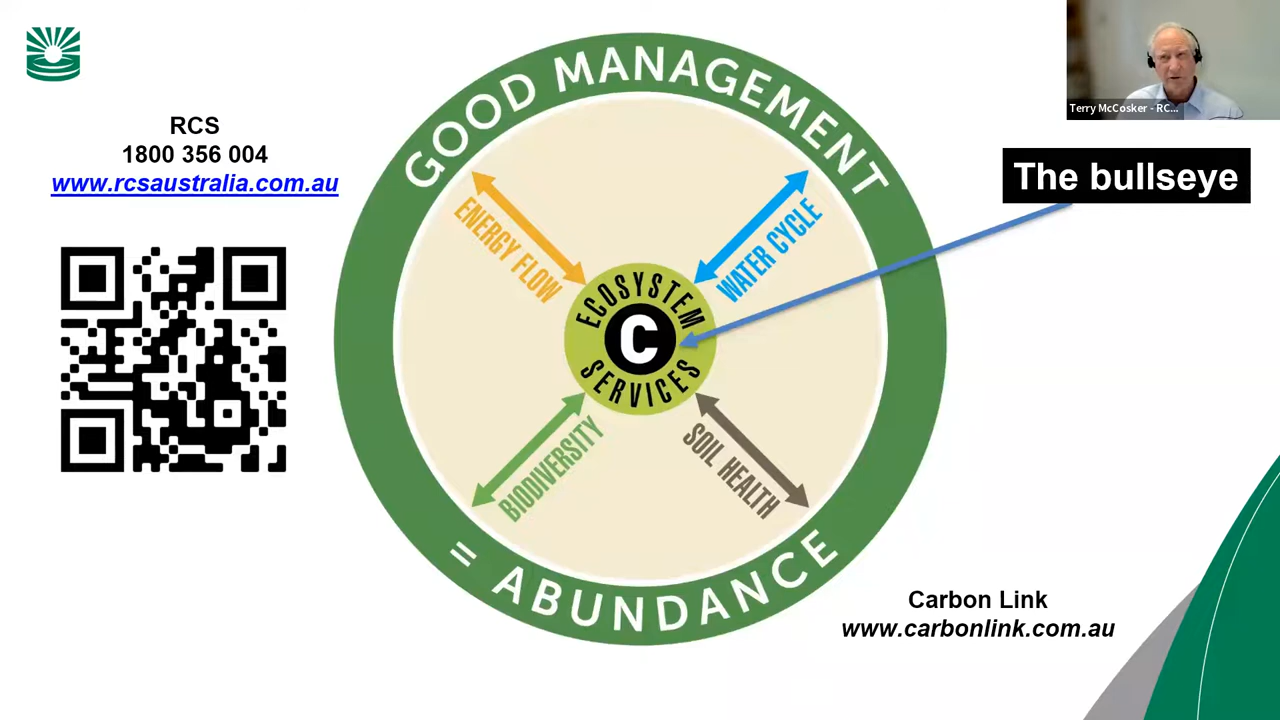 RCS
1800 356 004
www.rcsaustralia.com.au
GOOD MANAGEMENT
= ABUNDANCE
ENERGY FLOW
WATER CYCLE
ECOSYSTEM
C
SERVICES
BIODIVERSITY
SOIL HEALTH
Terry McCosker - RC...
The bullseye
Carbon Link
www.carbonlink.com.au